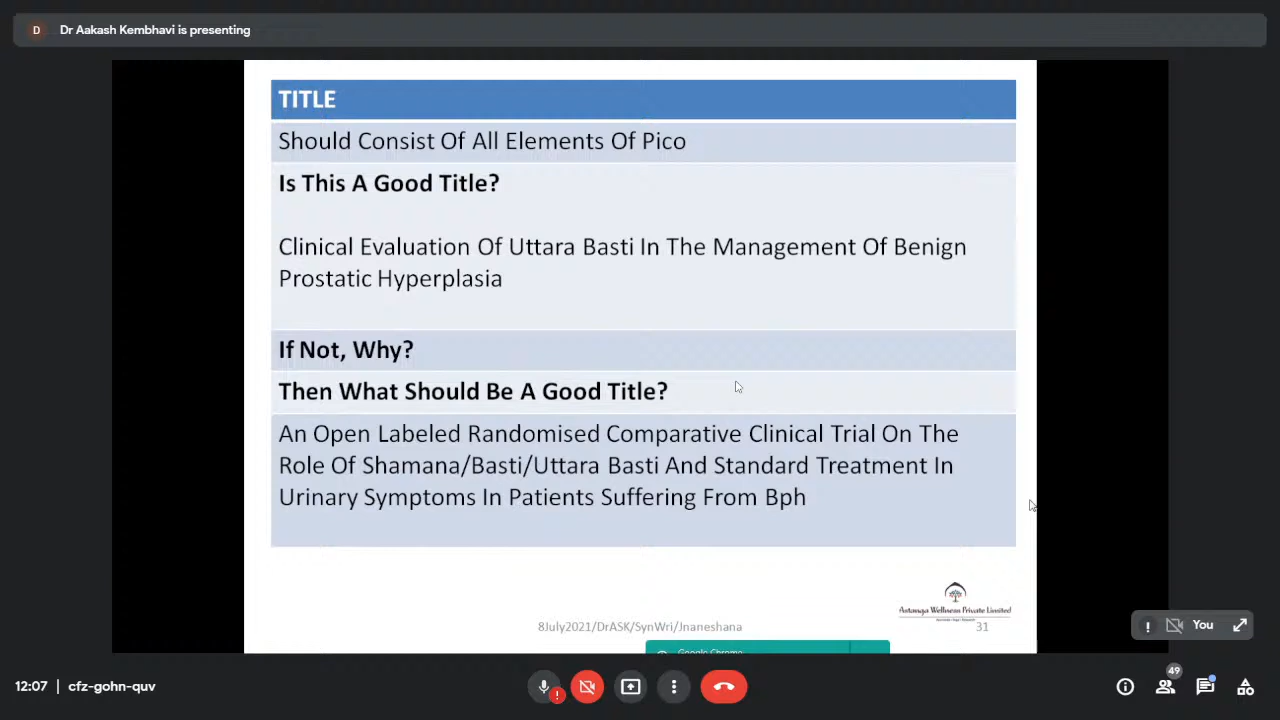 D
Dr Aakash Kembhavi is presenting
TITLE
Should Consist Of All Elements Of Pico
Is This A Good Title?
Clinical Evaluation Of Uttara Basti In The Management Of Benign
Prostatic Hyperplasia
If Not, Why?
Then What Should Be A Good Title?
An Open Labeled Randomised Comparative Clinical Trial On The
Role Of Shamana/Basti/Uttara Basti And Standard Treatment In
Urinary Symptoms In Patients Suffering From Bph
Astanga Wellness Private Limited
8July2021/DrASK/SynWri/Jnaneshana
31
You
Google Chrome
12:07 | cfz-gohn-quv
49